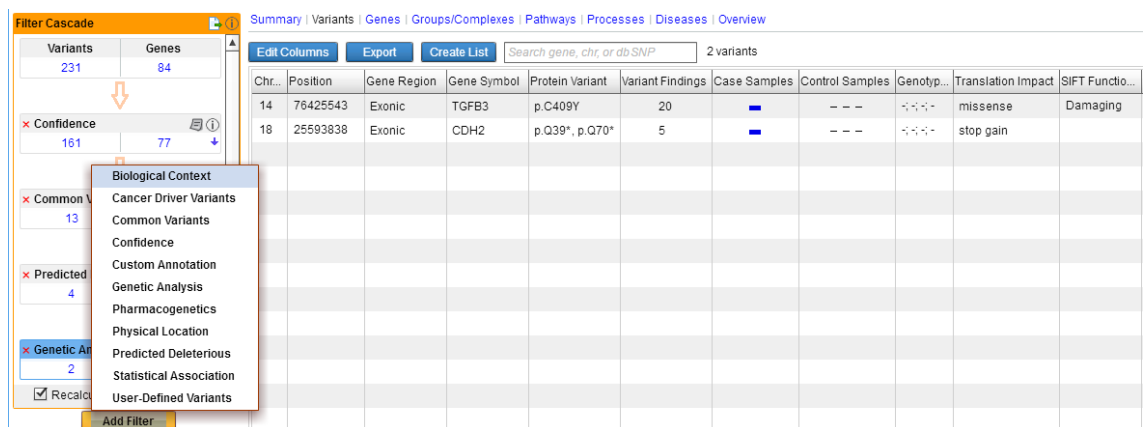 Filter Cascade
Summary | Variants | Genes | Groups/Complexes | Pathways | Processes | Diseases | Overview
Variants Genes
231 84
Edit Columns Export Create List Search gene, chr, or dbSNP 2 variants
Chr... Position Gene Region Gene Symbol Protein Variant Variant Findings Case Samples Control Samples Genotyp... Translation Impact SIFT Functio...
14 76425543 Exonic TGFB3 p.C409Y 20 – – – -; -; -; - missense Damaging
18 25593838 Exonic CDH2 p.Q39*, p.Q70* 5 – – – -; -; -; - stop gain
× Confidence
161 77
× Common V
13
× Predicted
4
× Genetic An
2
Recalcu
Biological Context
Cancer Driver Variants
Common Variants
Confidence
Custom Annotation
Genetic Analysis
Pharmacogenetics
Physical Location
Predicted Deleterious
Statistical Association
User-Defined Variants
Add Filter